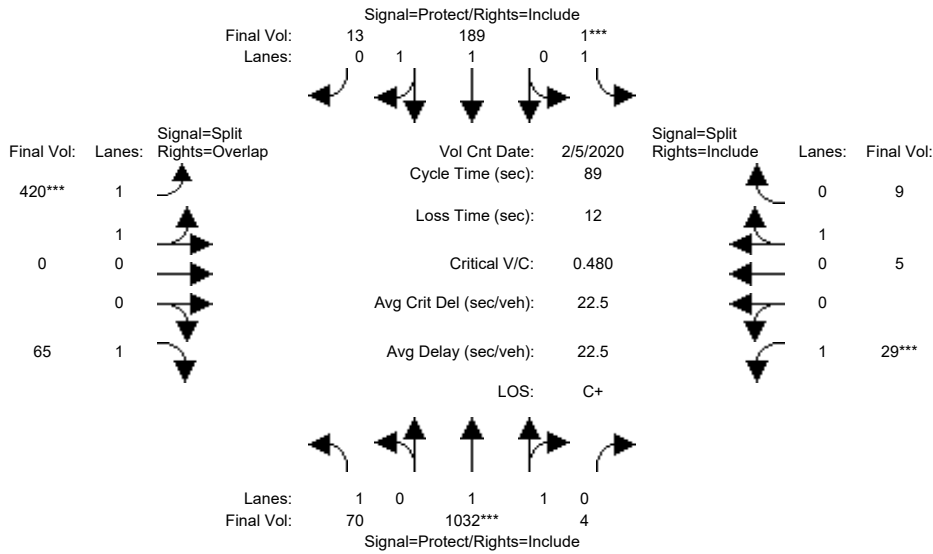 Signal=Protect/Rights=Include
Final Vol: 13 189 1***
Lanes: 0 1 1 0 1
Signal=Split
Final Vol: Lanes: Rights=Overlap
Vol Cnt Date: 2/5/2020
Signal=Split
Rights=Include Lanes: Final Vol:
Cycle Time (sec): 89
420*** 1
0 9
Loss Time (sec): 12
1
1
0 0
Critical V/C: 0.480
0 5
0
Avg Crit Del (sec/veh): 22.5
0
65 1
Avg Delay (sec/veh): 22.5
1 29***
LOS: C+
Lanes: 1 0 1 1 0
Final Vol: 70 1032*** 4
Signal=Protect/Rights=Include